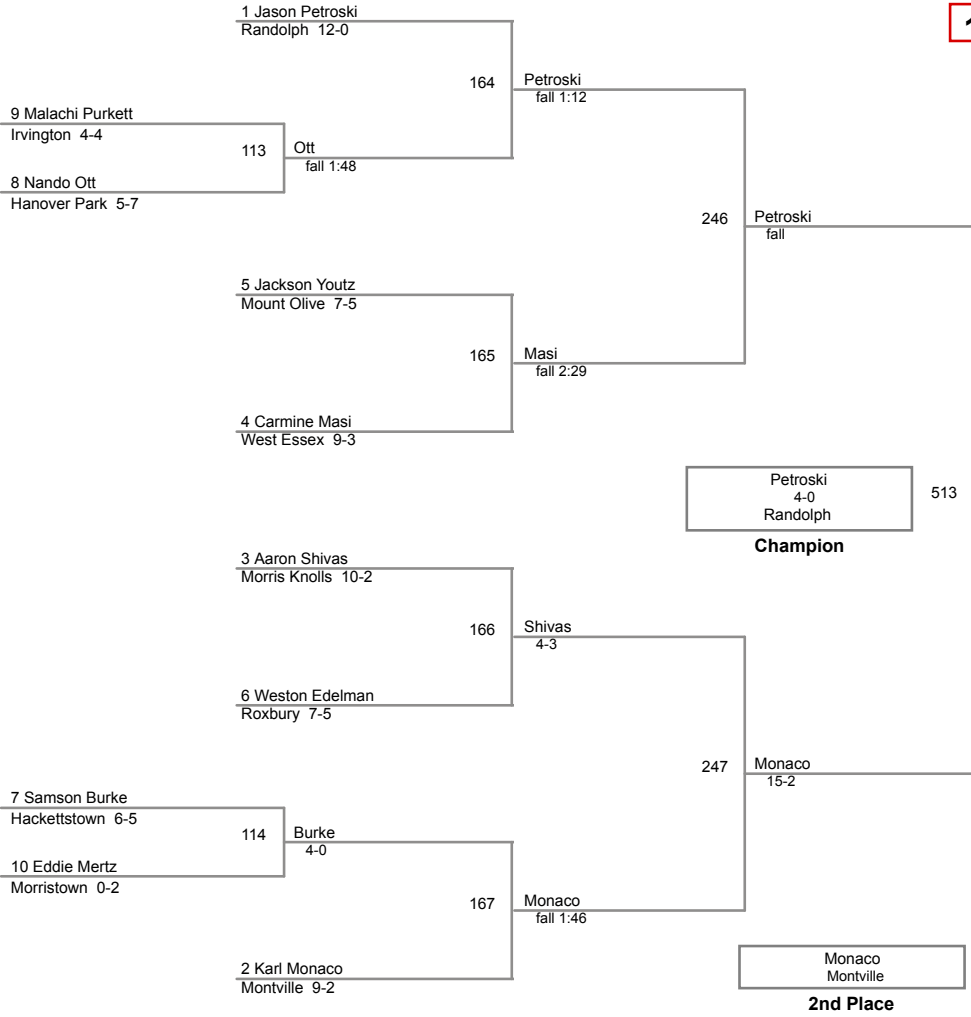 1 Jason Petroski
Randolph 12-0
164
Petroski
fall 1:12
9 Malachi Purkett
Irvington 4-4
113
Ott
fall 1:48
8 Nando Ott
Hanover Park 5-7
246
Petroski
fall
5 Jackson Youtz
Mount Olive 7-5
165
Masi
fall 2:29
4 Carmine Masi
West Essex 9-3
Petroski
4-0
Randolph
513
Champion
3 Aaron Shivas
Morris Knolls 10-2
166
Shivas
4-3
6 Weston Edelman
Roxbury 7-5
247
Monaco
15-2
7 Samson Burke
Hackettstown 6-5
114
Burke
4-0
10 Eddie Mertz
Morristown 0-2
167
Monaco
fall 1:46
2 Karl Monaco
Montville 9-2
Monaco
Montville
2nd Place